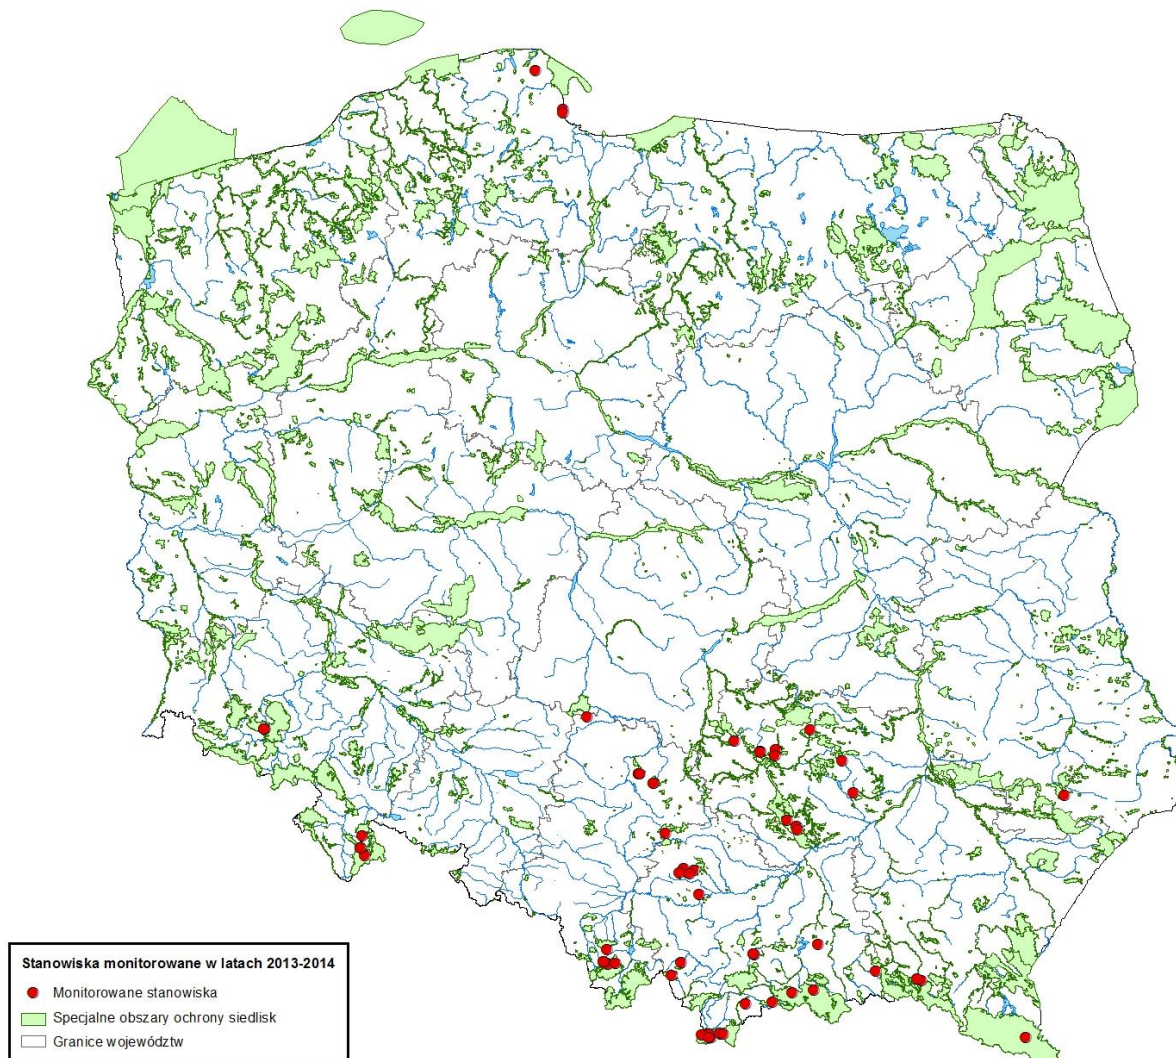 Stanowiska monitorowane w latach 2013-2014
Monitorowane stanowiska
Specjalne obszary ochrony siedlisk
Granice województw